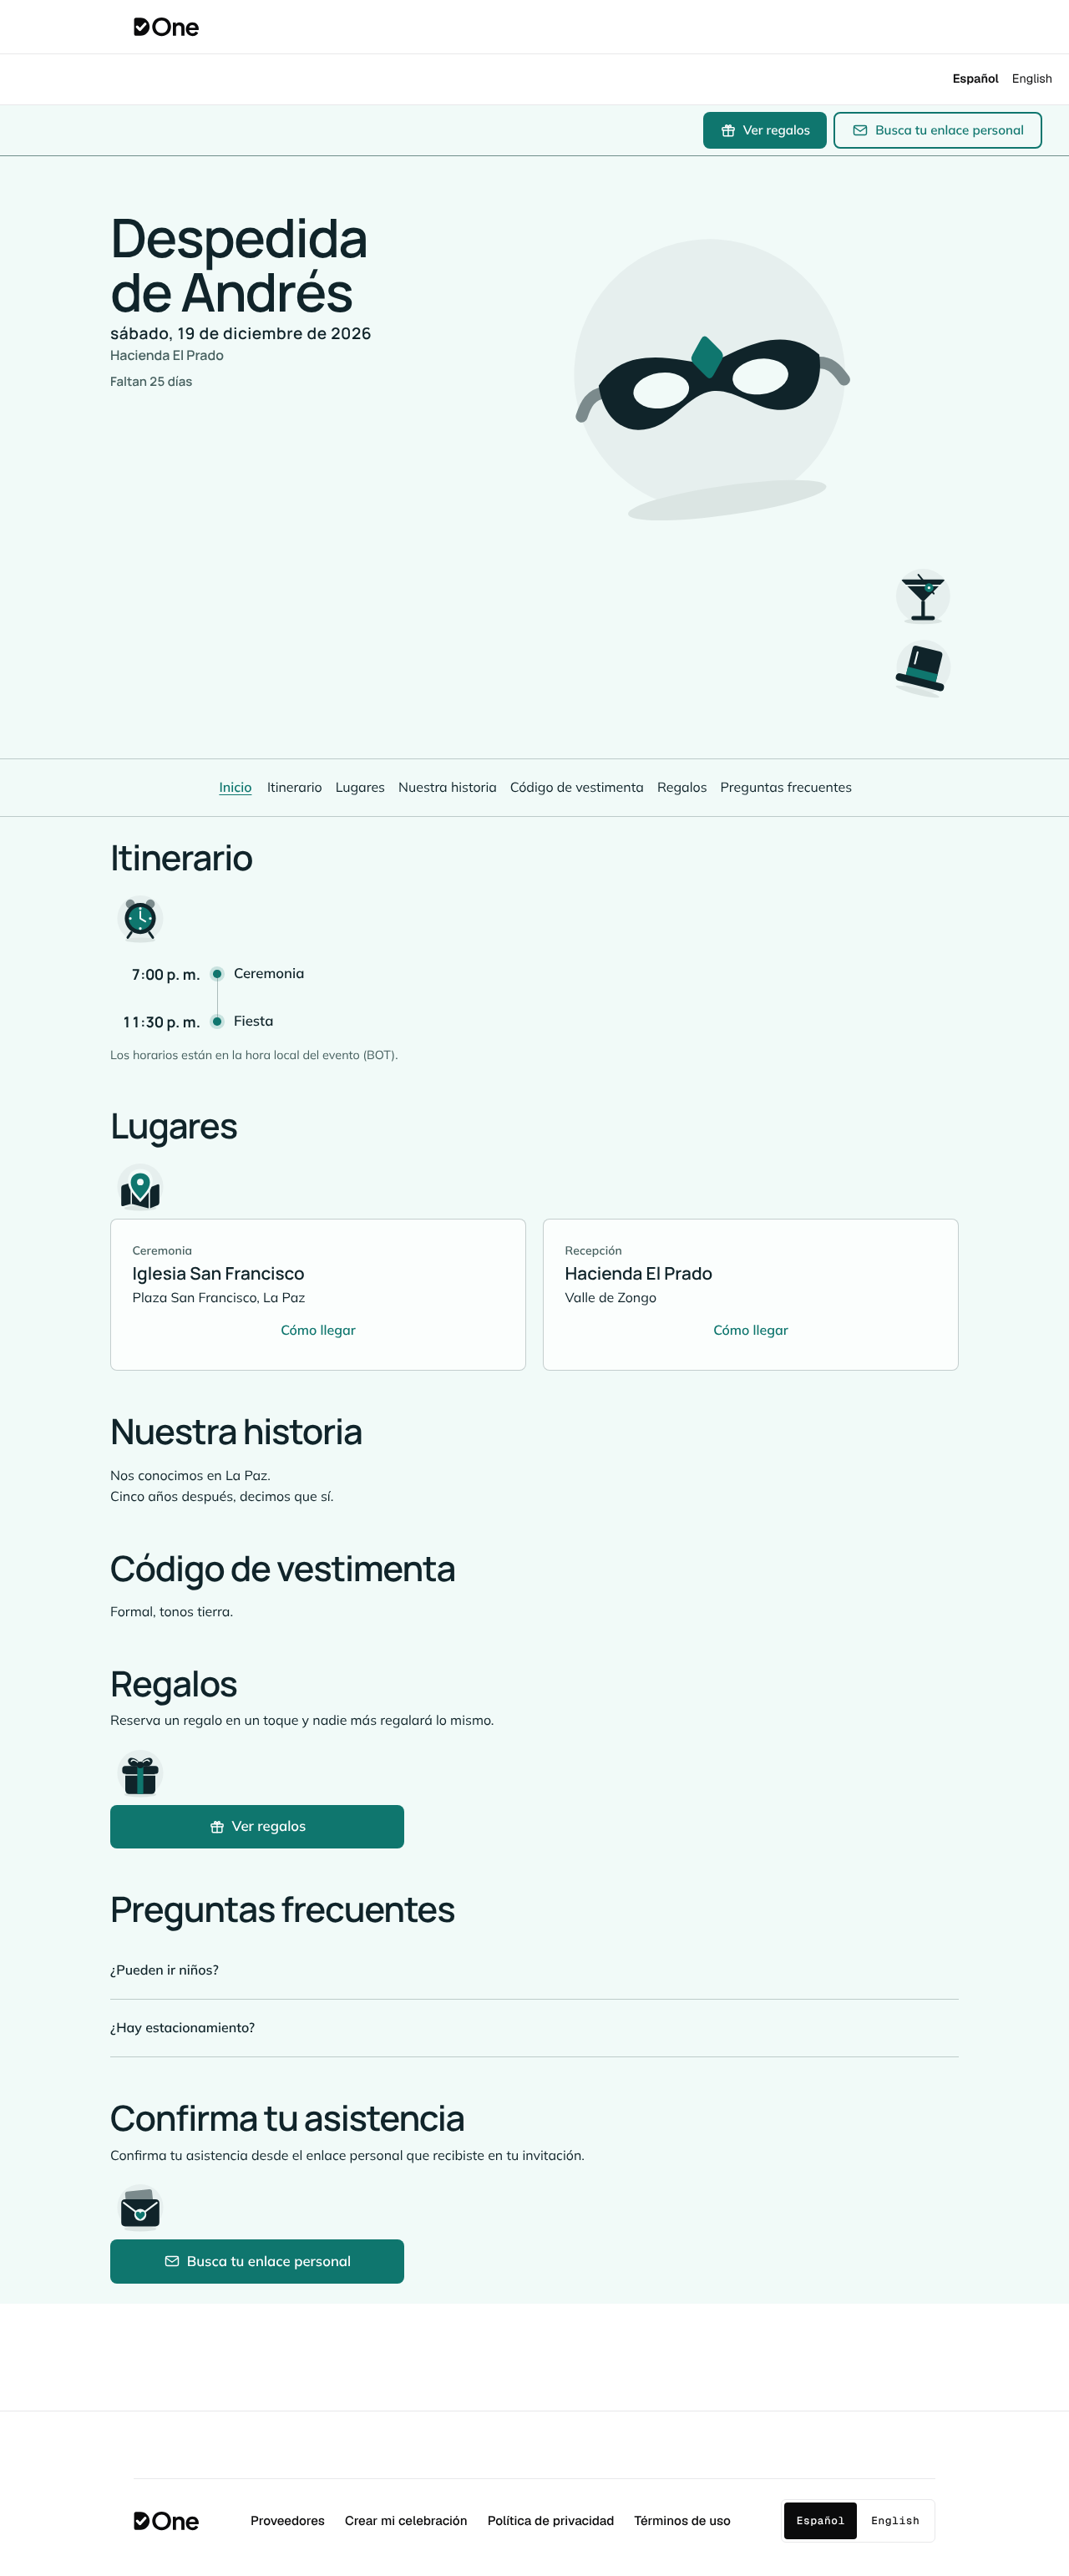 One
Español English
Ver regalos Busca tu enlace personal
Despedida
de Andrés
sábado, 19 de diciembre de 2026
Hacienda El Prado
Faltan 25 días
Inicio Itinerario Lugares Nuestra historia Código de vestimenta Regalos Preguntas frecuentes
Itinerario
7:00 p. m. Ceremonia
11:30 p. m. Fiesta
Los horarios están en la hora local del evento (BOT).
Lugares
Ceremonia
Iglesia San Francisco
Plaza San Francisco, La Paz
Cómo llegar
Recepción
Hacienda El Prado
Valle de Zongo
Cómo llegar
Nuestra historia
Nos conocimos en La Paz.
Cinco años después, decimos que sí.
Código de vestimenta
Formal, tonos tierra.
Regalos
Reserva un regalo en un toque y nadie más regalará lo mismo.
Ver regalos
Preguntas frecuentes
¿Pueden ir niños?
¿Hay estacionamiento?
Confirma tu asistencia
Confirma tu asistencia desde el enlace personal que recibiste en tu invitación.
Busca tu enlace personal
One Proveedores Crear mi celebración Política de privacidad Términos de uso Español English